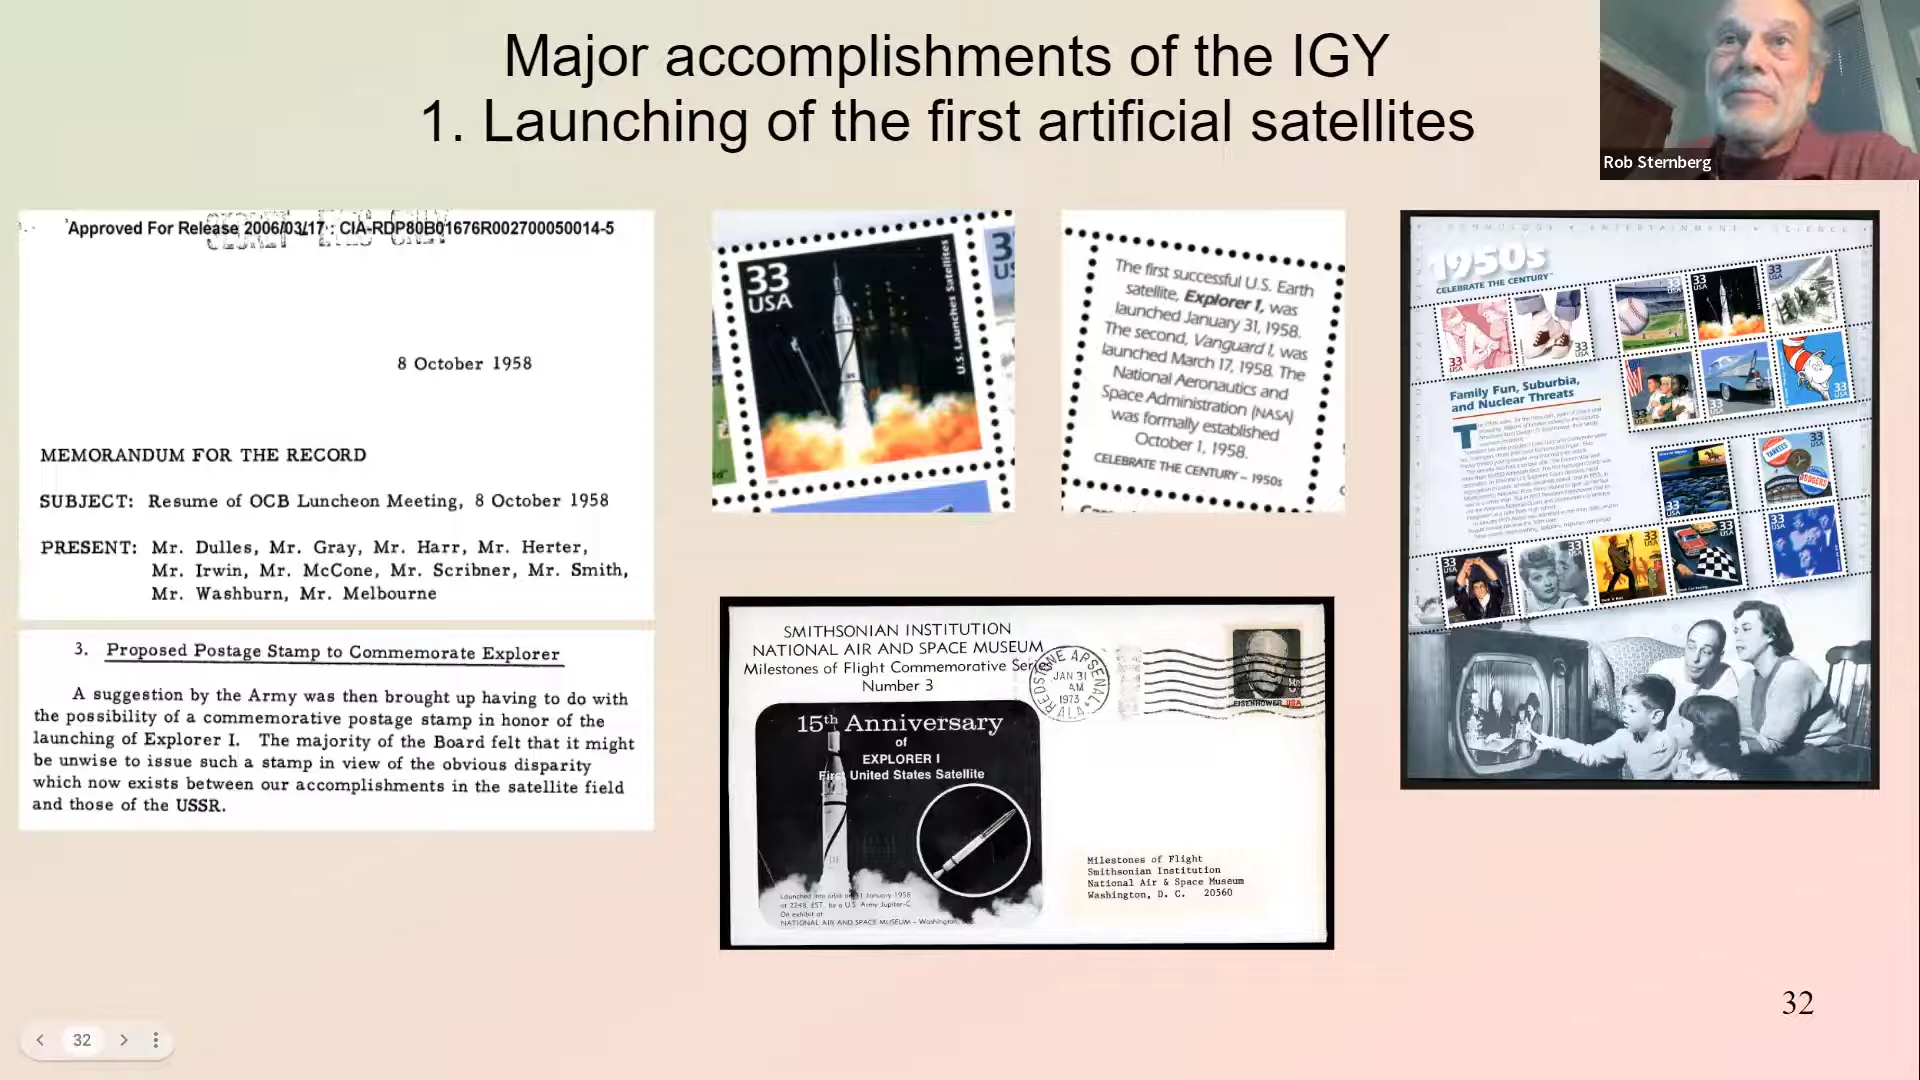 Major accomplishments of the IGY
1. Launching of the first artificial satellites
Rob Sternberg
Approved For Release 2006/03/17 : CIA-RDP80B01676R002700050014-5
8 October 1958
MEMORANDUM FOR THE RECORD
SUBJECT: Resume of OCB Luncheon Meeting, 8 October 1958
PRESENT: Mr. Dulles, Mr. Gray, Mr. Harr, Mr. Herter,
Mr. Irwin, Mr. McCone, Mr. Scribner, Mr. Smith,
Mr. Washburn, Mr. Melbourne
3. Proposed Postage Stamp to Commemorate Explorer
A suggestion by the Army was then brought up having to do with
the possibility of a commemorative postage stamp in honor of the
launching of Explorer I. The majority of the Board felt that it might
be unwise to issue such a stamp in view of the obvious disparity
which now exists between our accomplishments in the satellite field
and those of the USSR.
33
USA
U.S. Launches Satellites
The first successful U.S. Earth
satellite, Explorer I, was
launched January 31, 1958.
The second, Vanguard I, was
launched March 17, 1958. The
National Aeronautics and
Space Administration (NASA)
was formally established
October 1, 1958.
CELEBRATE THE CENTURY – 1950s
SMITHSONIAN INSTITUTION
NATIONAL AIR AND SPACE MUSEUM
Milestones of Flight Commemorative Series
Number 3
REDSTONE ARSENAL
JAN 31
AM
1973
ALA.
EISENHOWER USA
15th Anniversary
of
EXPLORER I
First United States Satellite
Launched into orbit on 31 January 1958
at 2248, EST, by a U.S. Army Jupiter-C
On exhibit at
NATIONAL AIR AND SPACE MUSEUM – Washington,
Milestones of Flight
Smithsonian Institution
National Air & Space Museum
Washington, D. C. 20560
ENTERTAINMENT SCIENCE
1950s
CELEBRATE THE CENTURY
Family Fun, Suburbia,
and Nuclear Threats
YANKEES
DODGERS
32
32